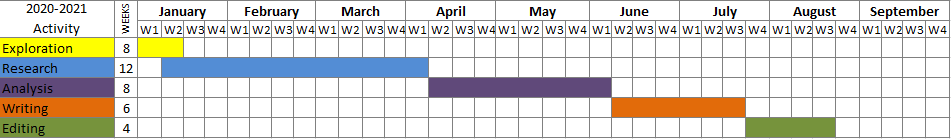 2020-2021 WEEKS January February March April May June July August September
Activity W1 W2 W3 W4 W1 W2 W3 W4 W1 W2 W3 W4 W1 W2 W3 W4 W1 W2 W3 W4 W1 W2 W3 W4 W1 W2 W3 W4 W1 W2 W3 W4 W1 W2 W3 W4
Exploration 8
Research 12
Analysis 8
Writing 6
Editing 4